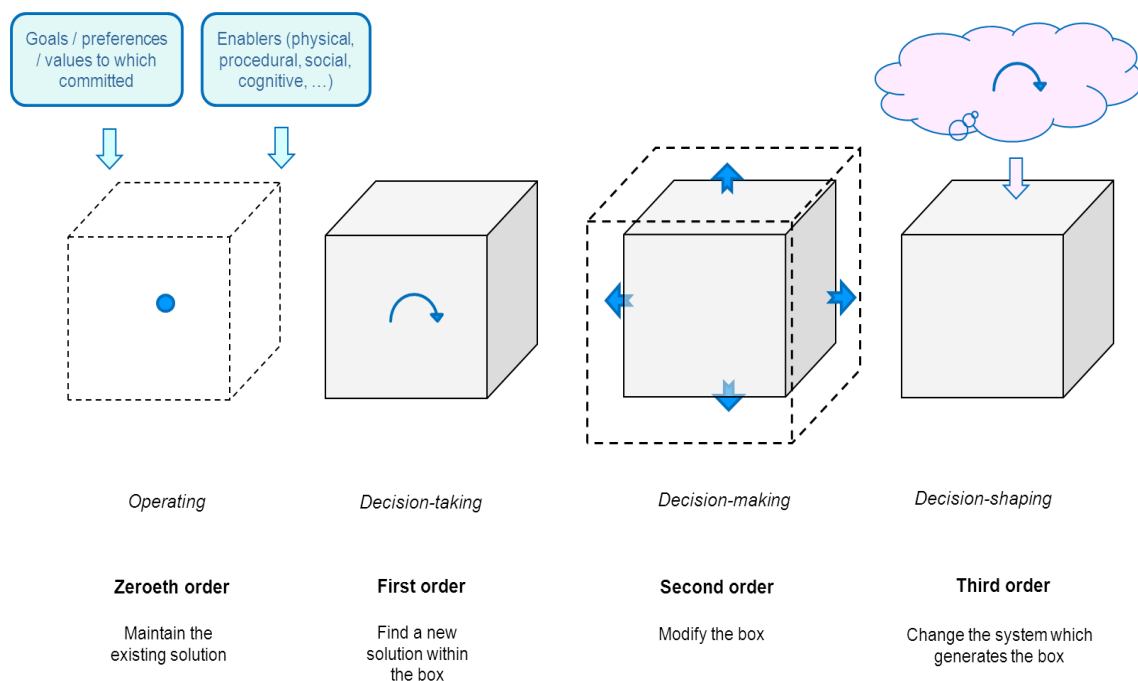 Goals / preferences
/ values to which
committed
Enablers (physical,
procedural, social,
cognitive, …)
Operating
Decision-taking
Decision-making
Decision-shaping
Zeroeth order
First order
Second order
Third order
Maintain the
existing solution
Find a new
solution within
the box
Modify the box
Change the system which
generates the box